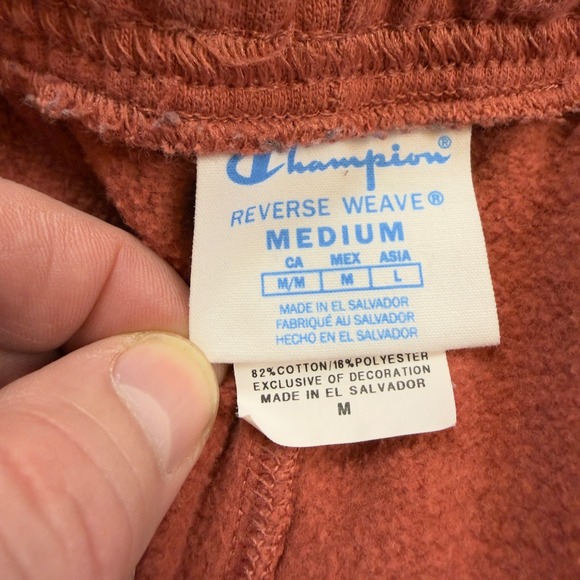 Champion®
REVERSE WEAVE®
MEDIUM
CA MEX ASIA
M/M M L
MADE IN EL SALVADOR
FABRIQUÉ AU SALVADOR
HECHO EN EL SALVADOR
82%COTTON/18%POLYESTER
EXCLUSIVE OF DECORATION
MADE IN EL SALVADOR
M